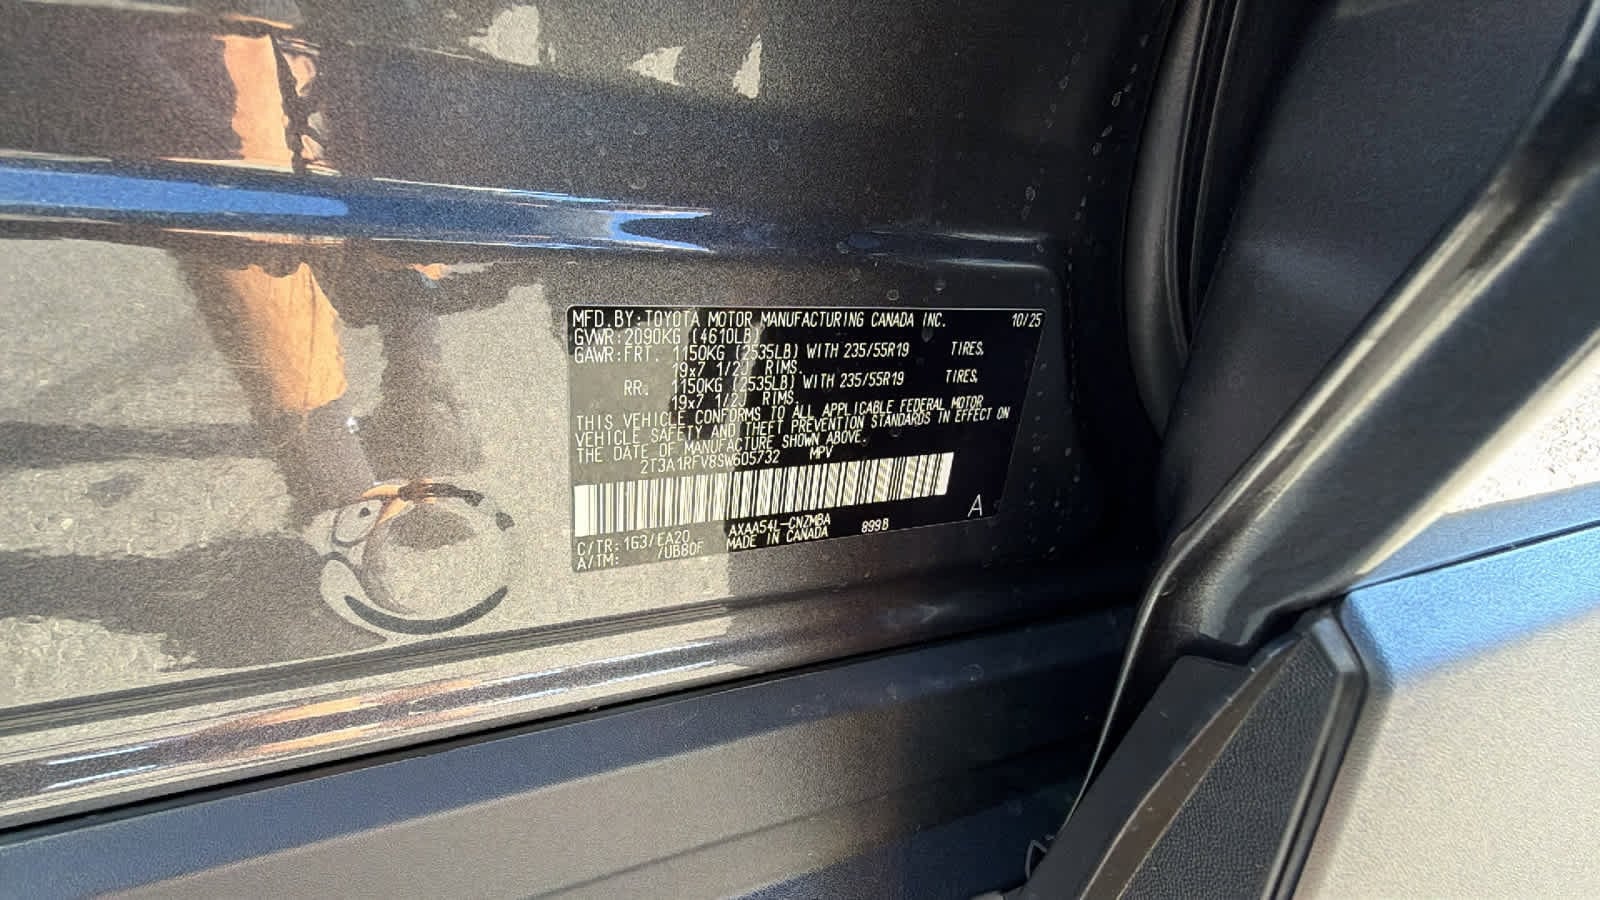 MFD.BY:TOYOTA MOTOR MANUFACTURING CANADA INC. 10/25
GVWR:2090KG (4610LB)
GAWR:FRT. 1150KG (2535LB) WITH 235/55R19 TIRES,
19x7 1/2J RIMS.
RR. 1150KG (2535LB) WITH 235/55R19 TIRES,
19x7 1/2J RIMS.
THIS VEHICLE CONFORMS TO ALL APPLICABLE FEDERAL MOTOR
VEHICLE SAFETY AND THEFT PREVENTION STANDARDS IN EFFECT ON
THE DATE OF MANUFACTURE SHOWN ABOVE.
2T3A1RFV8SW605732 MPV
C/TR:1G3/EA20 AXAA54L-CNZMBA 899B A
A/TM: /UB80F MADE IN CANADA